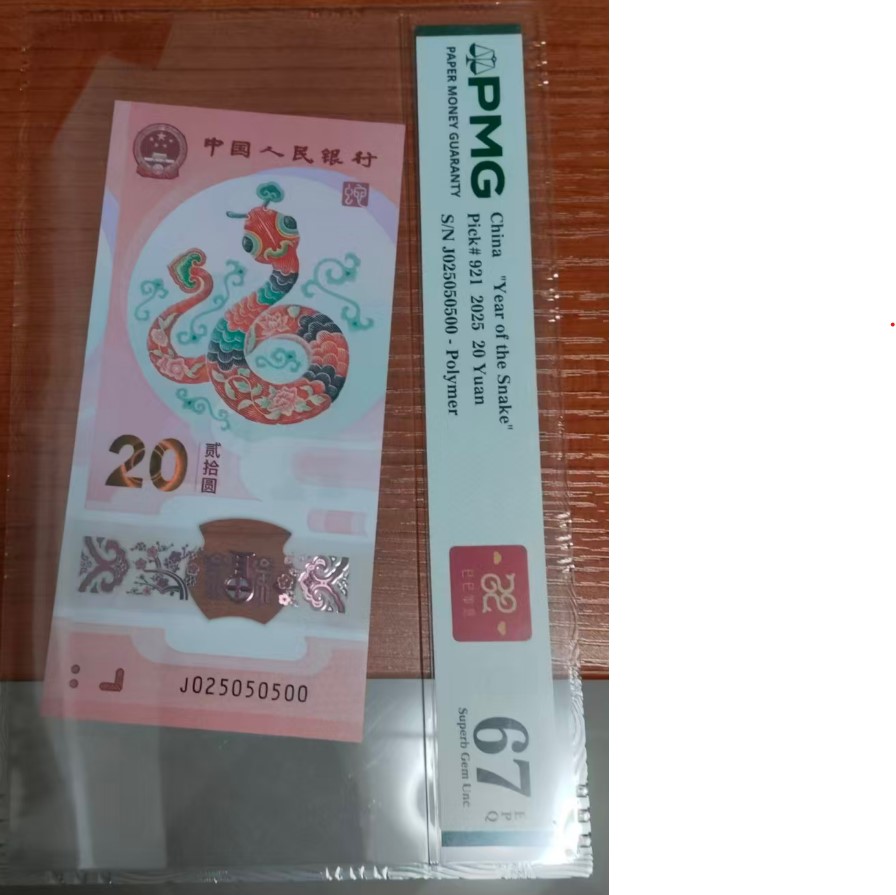 中国人民银行
20
贰拾圆
J025050500
PMG
PAPER MONEY GUARANTY
China "Year of the Snake"
Pick# 921 2025 20 Yuan
S/N J025050500 - Polymer
67
EPQ
Superb Gem Unc